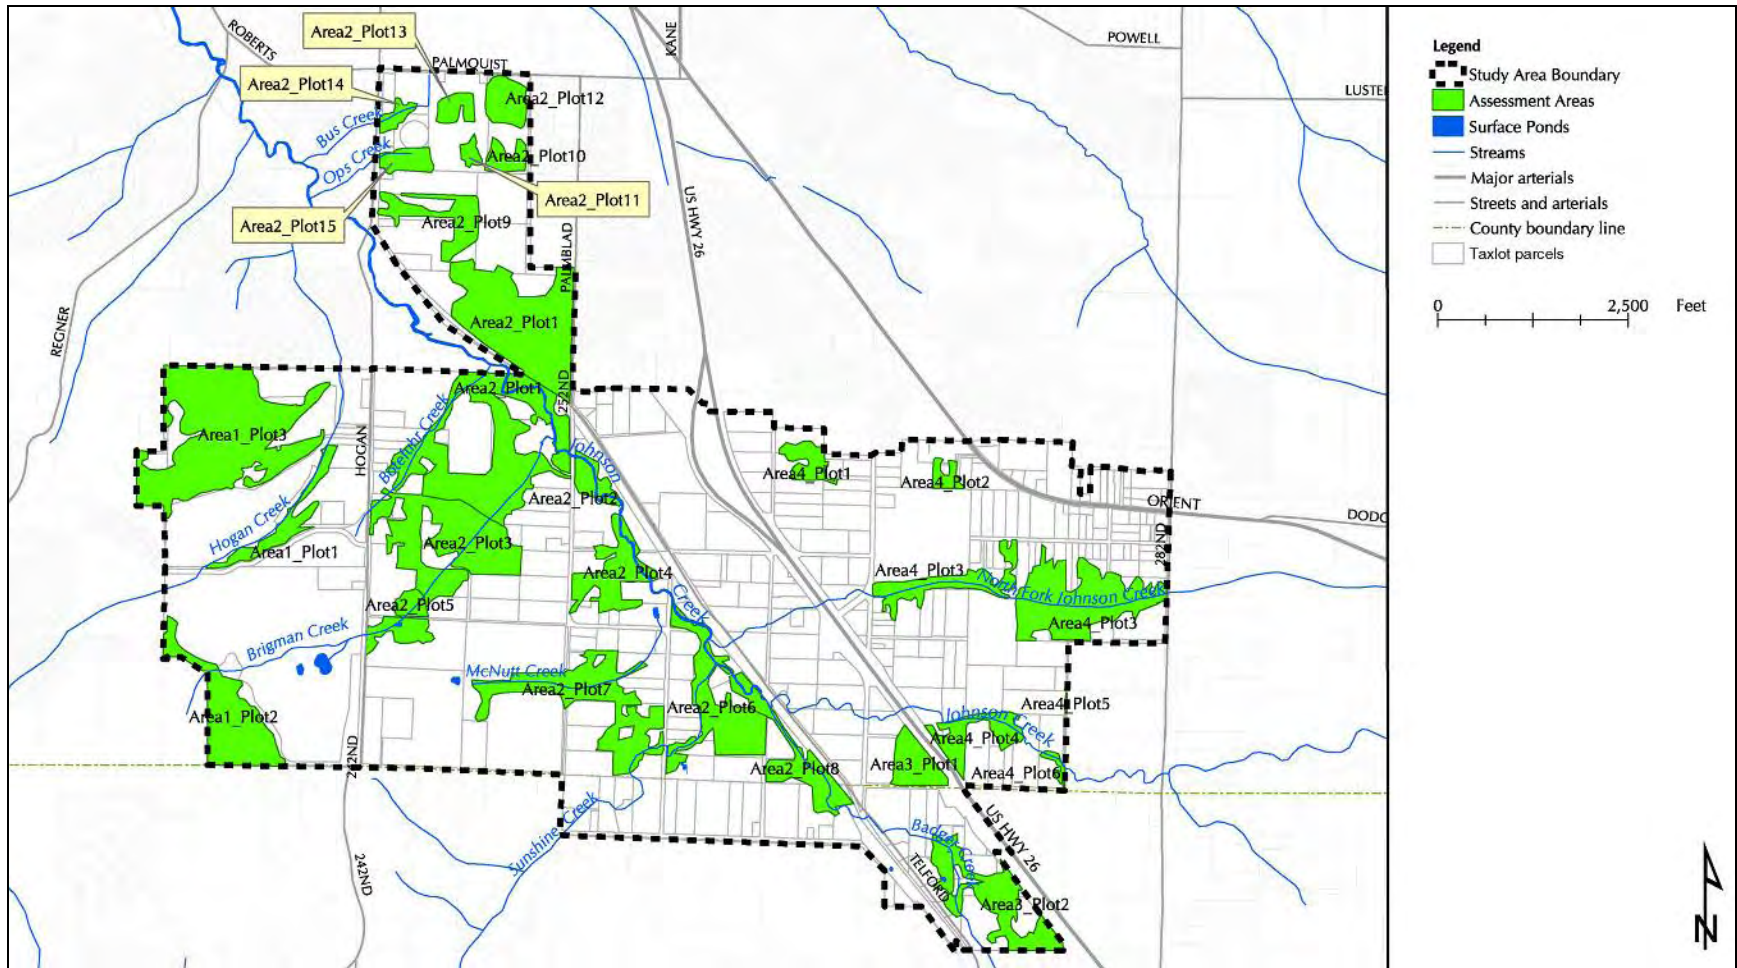 ROBERTS
Area2_Plot13
KANE
POWELL
PALMQUIST
Area2_Plot14
Area2_Plot12
Bus Creek
Ops Creek
Area2_Plot10
Area2_Plot11
Area2_Plot15
Area2_Plot9
US HWY 26
PALMBLAD
REGNER
Area2_Plot1
Area2_Plot1
252ND
Area1_Plot3
HOGAN
Botefuhr Creek
Johnson
Area4_Plot1
Area4_Plot2
Area2_Plot2
ORIENT
Hogan Creek
Area1_Plot1
Area2_Plot3
282ND
Area2_Plot4
Area4_Plot3
North Fork Johnson Creek
Area2_Plot5
Creek
Area4_Plot3
Brigman Creek
McNutt Creek
Area2_Plot7
Area2_Plot6
Area4_Plot5
Area1_Plot2
Johnson Creek
Area4_Plot4
Area2_Plot8
Area3_Plot1
Area4_Plot6
Sunshine Creek
Badger Creek
US HWY 26
242ND
TELFORD
Area3_Plot2
Legend
Study Area Boundary
Assessment Areas
Surface Ponds
Streams
Major arterials
Streets and arterials
County boundary line
Taxlot parcels
0 2,500 Feet
N